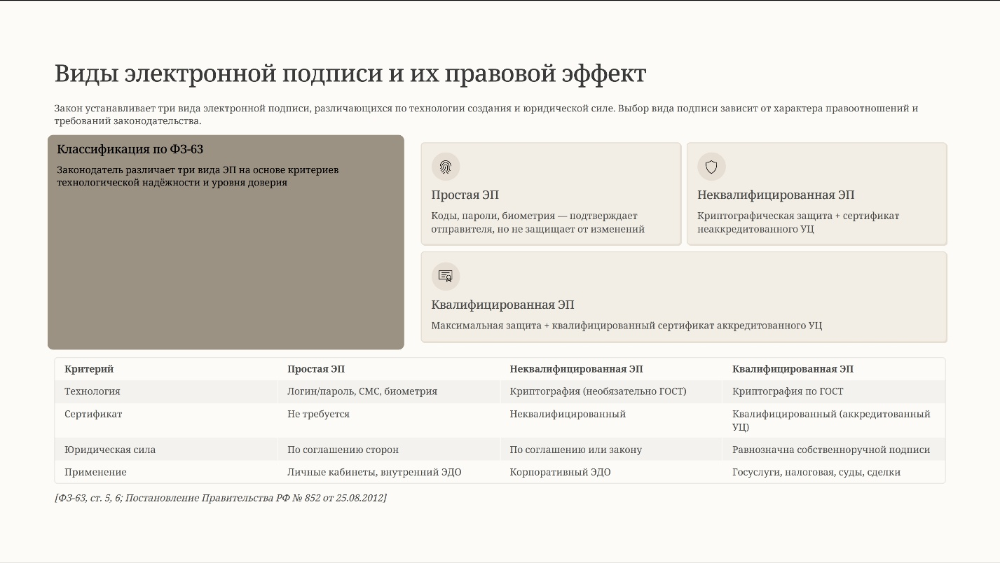 Виды электронной подписи и их правовой эффект
Закон устанавливает три вида электронной подписи, различающихся по технологии создания и юридической силе. Выбор вида подписи зависит от характера правоотношений и
требований законодательства.
Классификация по ФЗ-63
Законодатель различает три вида ЭП на основе критериев
технологической надёжности и уровня доверия
Простая ЭП
Коды, пароли, биометрия — подтверждает
отправителя, но не защищает от изменений
Неквалифицированная ЭП
Криптографическая защита + сертификат
неаккредитованного УЦ
Квалифицированная ЭП
Максимальная защита + квалифицированный сертификат аккредитованного УЦ
Критерий Простая ЭП Неквалифицированная ЭП Квалифицированная ЭП
Технология Логин/пароль, СМС, биометрия Криптография (необязательно ГОСТ) Криптография по ГОСТ
Сертификат Не требуется Неквалифицированный Квалифицированный (аккредитованный
УЦ)
Юридическая сила По соглашению сторон По соглашению или закону Равнозначна собственноручной подписи
Применение Личные кабинеты, внутренний ЭДО Корпоративный ЭДО Госуслуги, налоговая, суды, сделки
[ФЗ-63, ст. 5, 6; Постановление Правительства РФ № 852 от 25.08.2012]